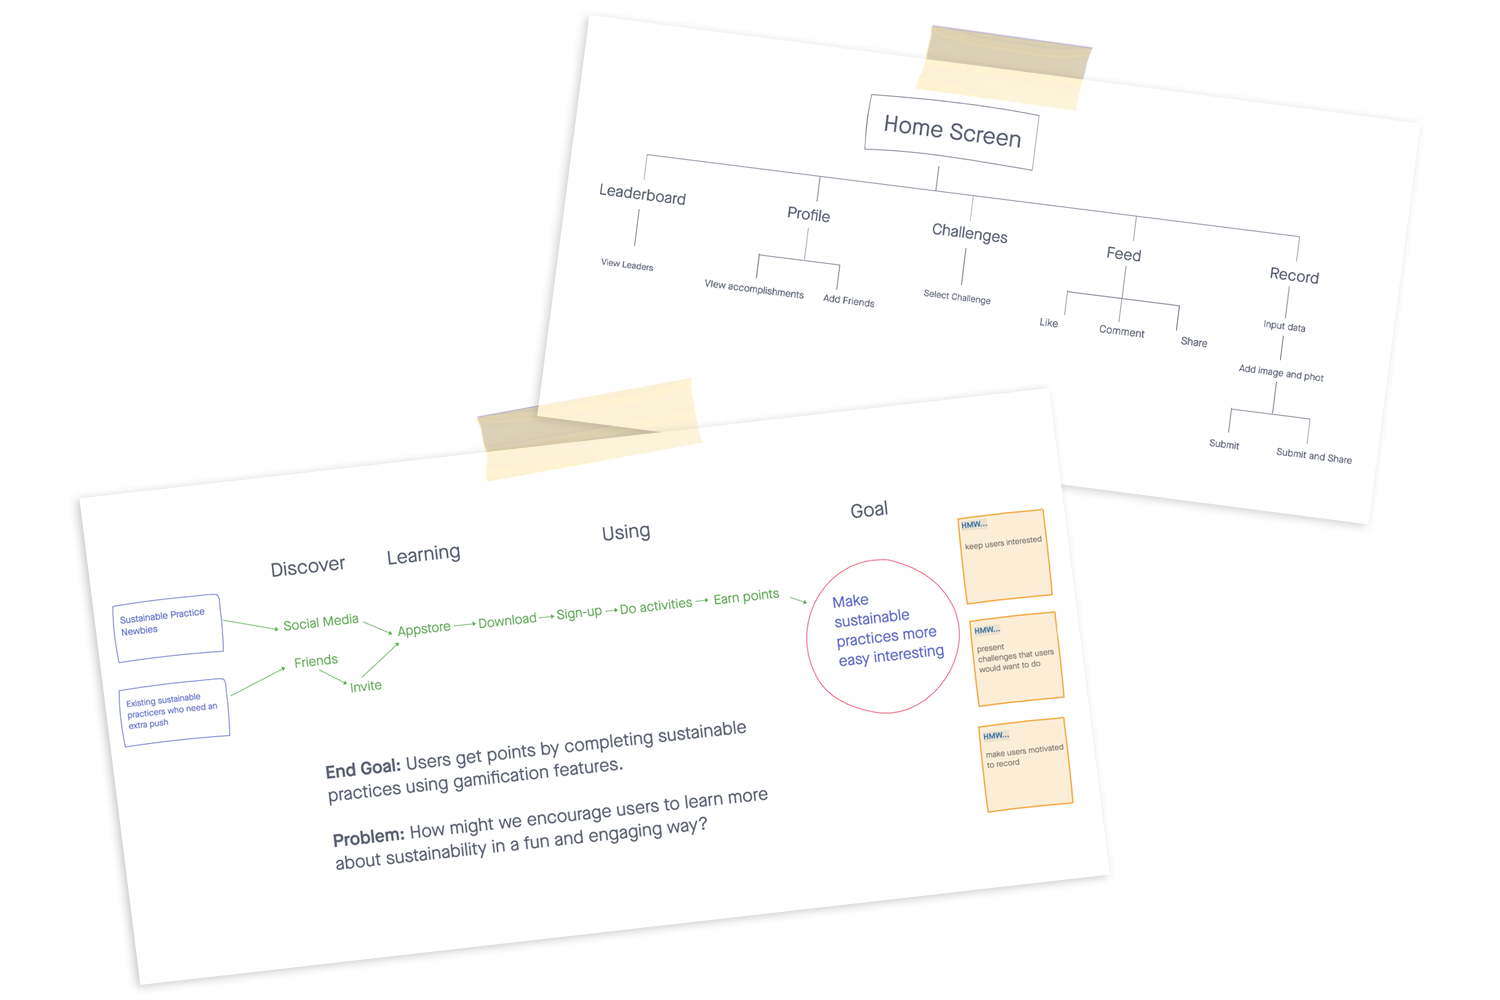 Home Screen
Leaderboard
Profile
Challenges
Feed
Record
View Leaders
VIew accomplishments
Add Friends
Select Challenge
Like
Comment
Share
Input data
Add image and phot
Submit
Submit and Share
Discover
Learning
Using
Goal
Sustainable Practice
Newbies
Existing sustainable
practicers who need an
extra push
Social Media
Friends
Invite
Appstore
Download
Sign-up
Do activities
Earn points
Make
sustainable
practices more
easy interesting
HMW...
keep users interested
HMW...
present
challenges that users
would want to do
HMW...
make users motivated
to record
End Goal: Users get points by completing sustainable
practices using gamification features.
Problem: How might we encourage users to learn more
about sustainability in a fun and engaging way?